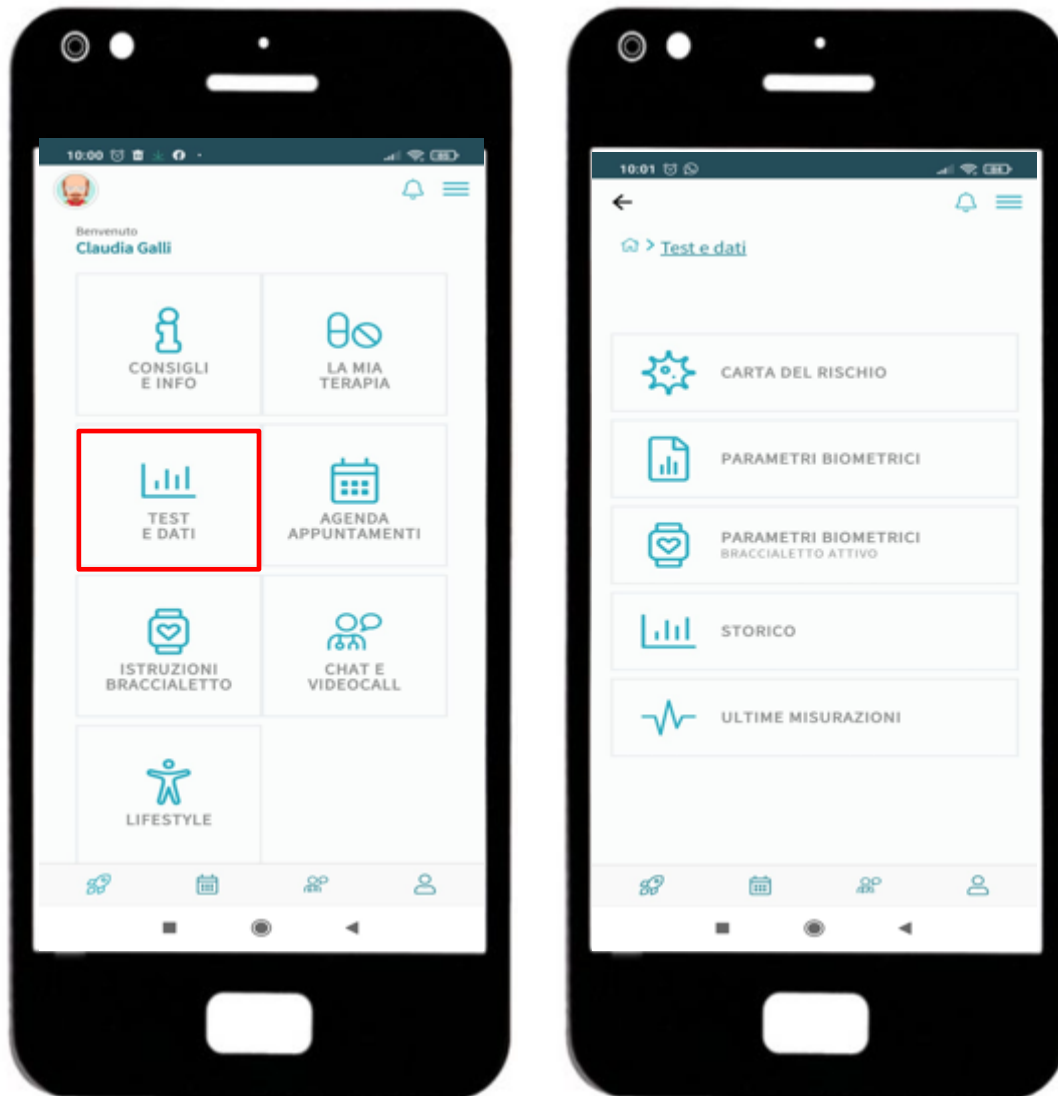 10:00
Benvenuto
Claudia Galli
CONSIGLI
E INFO
LA MIA
TERAPIA
TEST
E DATI
AGENDA
APPUNTAMENTI
ISTRUZIONI
BRACCIALETTO
CHAT E
VIDEOCALL
LIFESTYLE
10:01
> Test e dati
CARTA DEL RISCHIO
PARAMETRI BIOMETRICI
PARAMETRI BIOMETRICI
BRACCIALETTO ATTIVO
STORICO
ULTIME MISURAZIONI